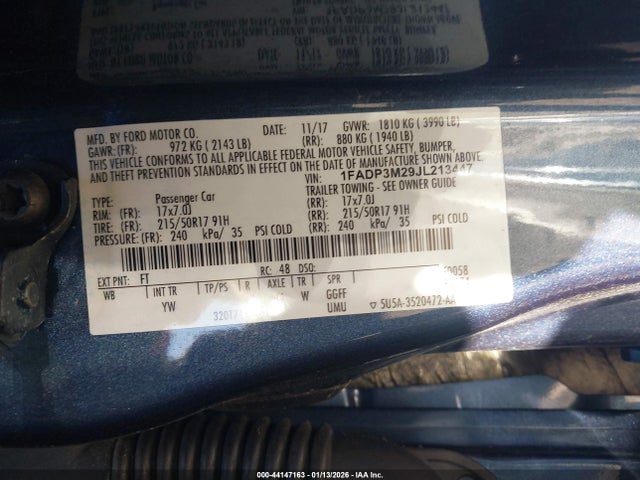 MFD. BY FORD MOTOR CO.
DATE: 11/17 GVWR: 1810 KG ( 3990 LB)
GAWR: (FR): 972 KG ( 2143 LB) (RR): 880 KG ( 1940 LB)
THIS VEHICLE CONFORMS TO ALL APPLICABLE FEDERAL MOTOR VEHICLE SAFETY, BUMPER,
AND THEFT PREVENTION STANDARDS IN EFFECT ON THE DATE OF MANUFACTURE
SHOWN ABOVE. VIN: 1FADP3M29JL213447
TYPE: Passenger Car TRAILER TOWING - SEE OWNER GUIDE
RIM: (FR): 17x7.0J (RR): 17x7.0J
TIRE: (FR): 215/50R17 91H (RR): 215/50R17 91H
PRESSURE: (FR): 240 kPa/ 35 PSI COLD (RR): 240 kPa/ 35 PSI COLD
EXT PNT: FT RC: 48 DSO: 0058
WB INT TR TP/PS R AXLE TR SPR
YW W GGFF
UMU 5U5A-3520472-AA
000-44147163 - 01/13/2026 - IAA Inc.